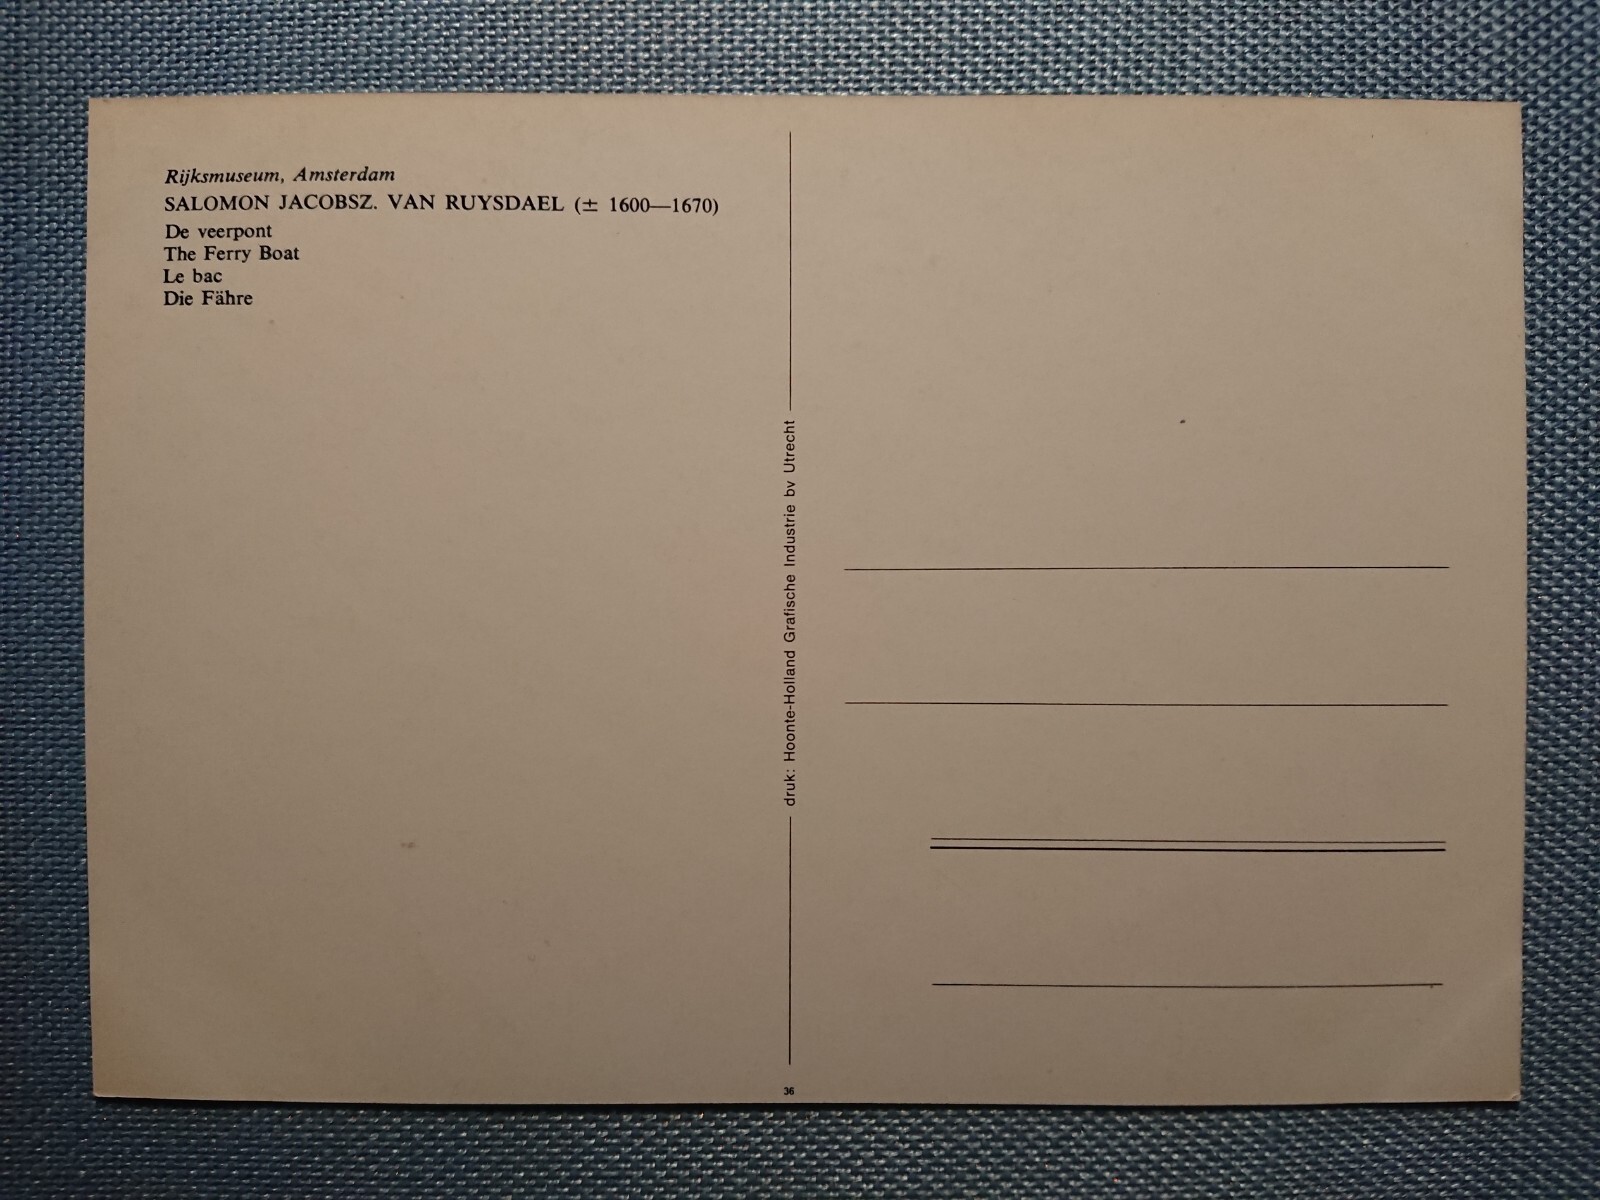 Rijksmuseum, Amsterdam
SALOMON JACOBSZ. VAN RUYSDAEL (± 1600—1670)
De veerpont
The Ferry Boat
Le bac
Die Fähre
druk: Hoonte-Holland Grafische Industrie bv Utrecht
36